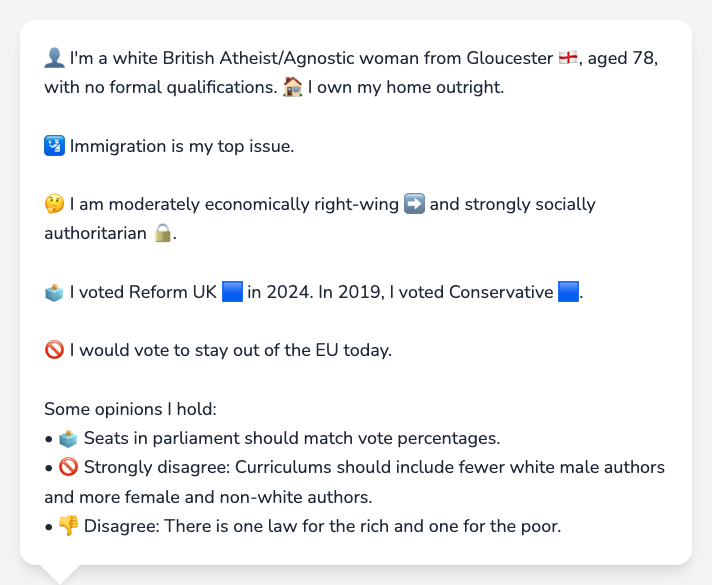 👤 I'm a white British Atheist/Agnostic woman from Gloucester 🏴󠁧󠁢󠁥󠁮󠁧󠁿, aged 78,
with no formal qualifications. 🏠 I own my home outright.
🛂 Immigration is my top issue.
🤔 I am moderately economically right-wing ➡️ and strongly socially
authoritarian 🔒.
🗳️ I voted Reform UK 🟦 in 2024. In 2019, I voted Conservative 🟦.
🚫 I would vote to stay out of the EU today.
Some opinions I hold:
• 🗳️ Seats in parliament should match vote percentages.
• 🚫 Strongly disagree: Curriculums should include fewer white male authors
and more female and non-white authors.
• 👎 Disagree: There is one law for the rich and one for the poor.